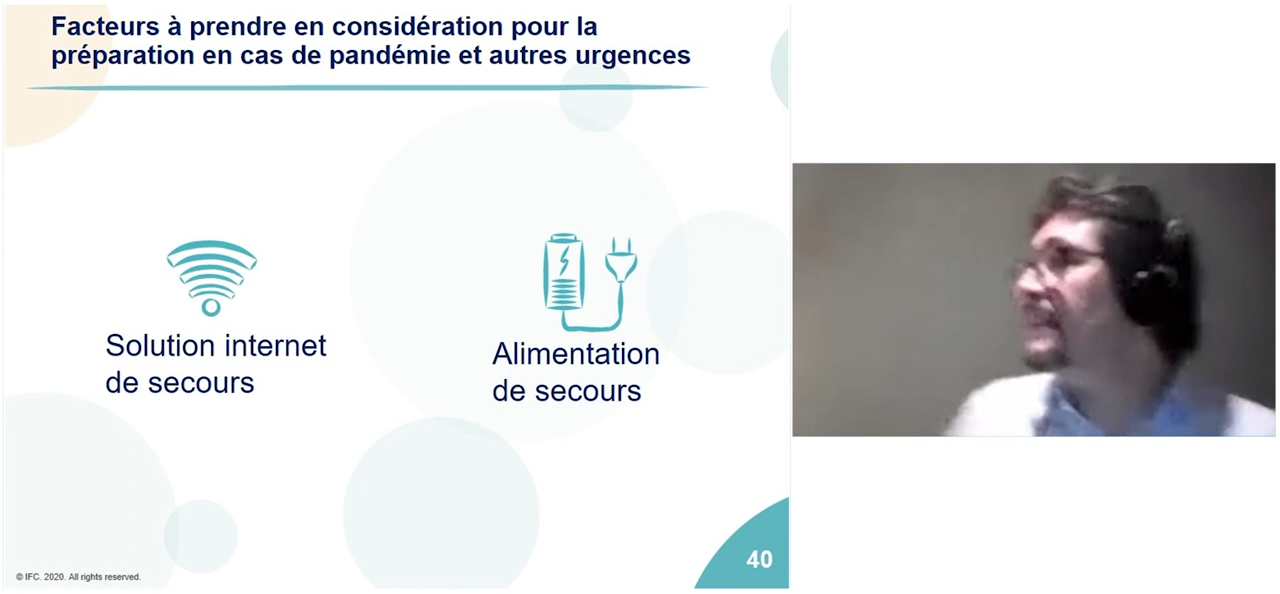 Facteurs à prendre en considération pour la
préparation en cas de pandémie et autres urgences
Solution internet
de secours
Alimentation
de secours
40
© IFC. 2020. All rights reserved.